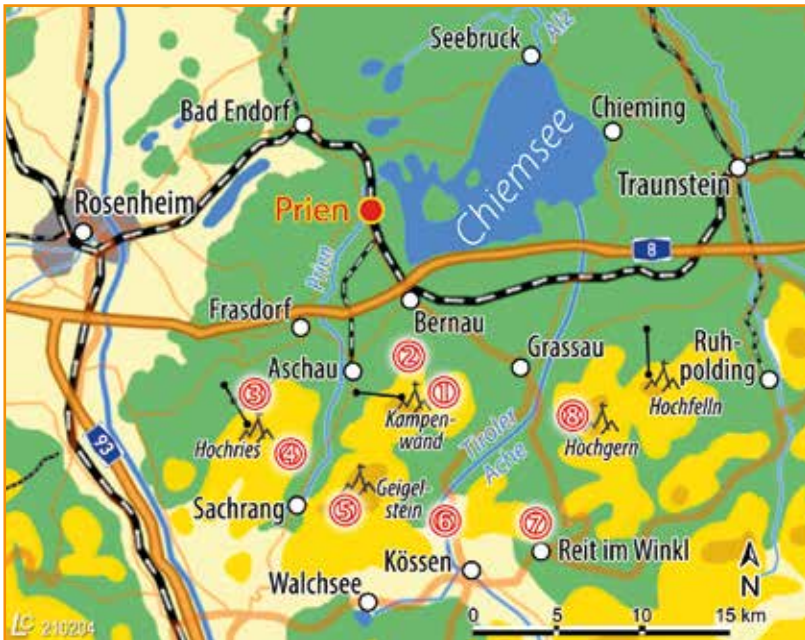 Seebruck
Alz
Bad Endorf
Chieming
Chiemsee
Traunstein
Rosenheim
Prien
8
Prien
Frasdorf
Bernau
Aschau
②
Grassau
Ruh-
polding
③
①
Kampen-
wand
Hochfelln
⑧
93
Hochries
Tiroler
Ache
Hochgern
④
Geigel-
stein
Sachrang
⑤
⑥
⑦
Reit im Winkl
Kössen
Walchsee
N
0 5 10 15 km
LC 210204